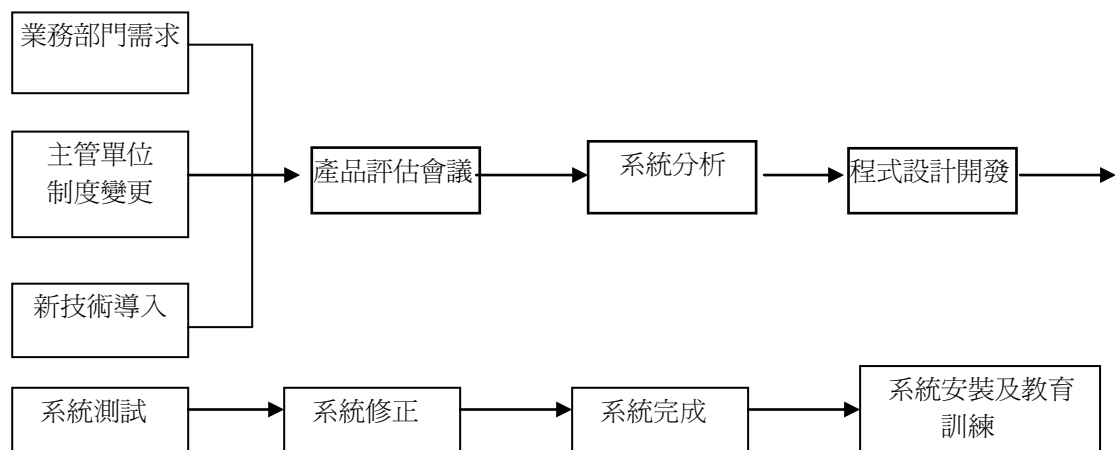 業務部門需求
主管單位
制度變更
產品評估會議
系統分析
程式設計開發
新技術導入
系統測試
系統修正
系統完成
系統安裝及教育
訓練